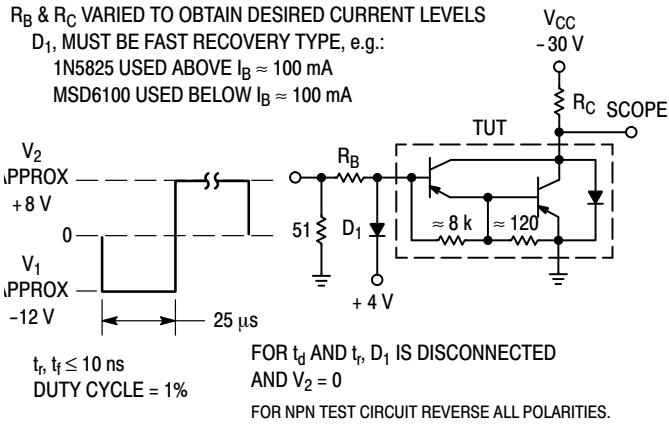 R_B & R_C VARIED TO OBTAIN DESIRED CURRENT LEVELS
D_1, MUST BE FAST RECOVERY TYPE, e.g.:
1N5825 USED ABOVE I_B ≈ 100 mA
MSD6100 USED BELOW I_B ≈ 100 mA
V_CC
−30 V
R_C
SCOPE
TUT
V_2
APPROX
+8 V
0
V_1
APPROX
−12 V
25 μs
R_B
51
D_1
+ 4 V
≈ 8 k
≈ 120
t_r, t_f ≤ 10 ns
DUTY CYCLE = 1%
FOR t_d AND t_r, D_1 IS DISCONNECTED
AND V_2 = 0
FOR NPN TEST CIRCUIT REVERSE ALL POLARITIES.